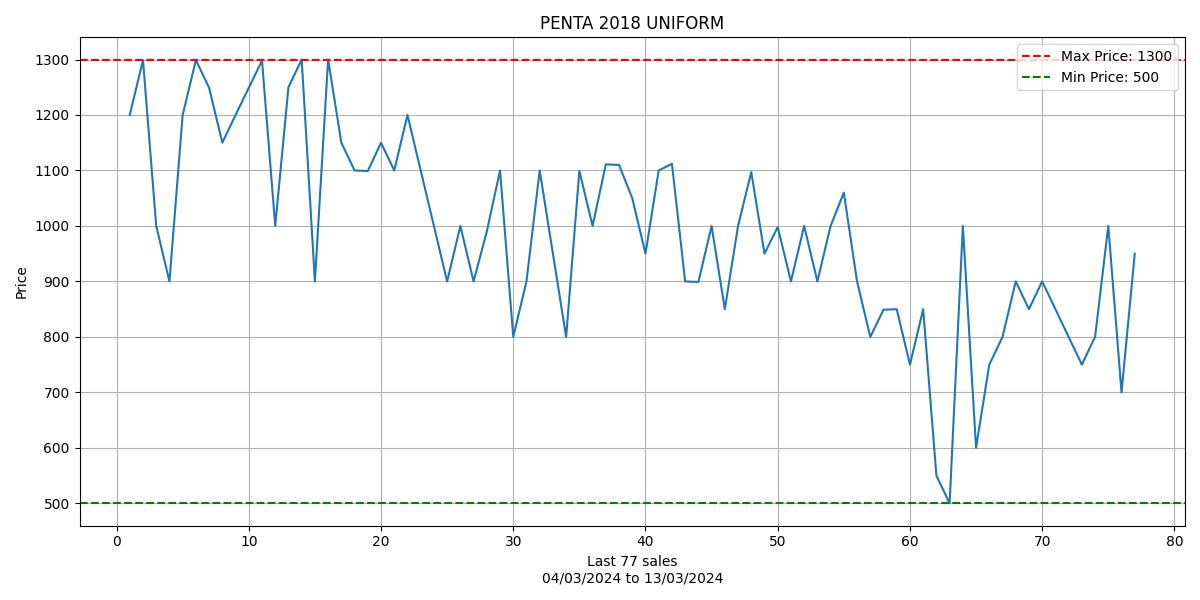 PENTA 2018 UNIFORM
Max Price: 1300
Min Price: 500
Price
1300
1200
1100
1000
900
800
700
600
500
0 10 20 30 40 50 60 70 80
Last 77 sales
04/03/2024 to 13/03/2024